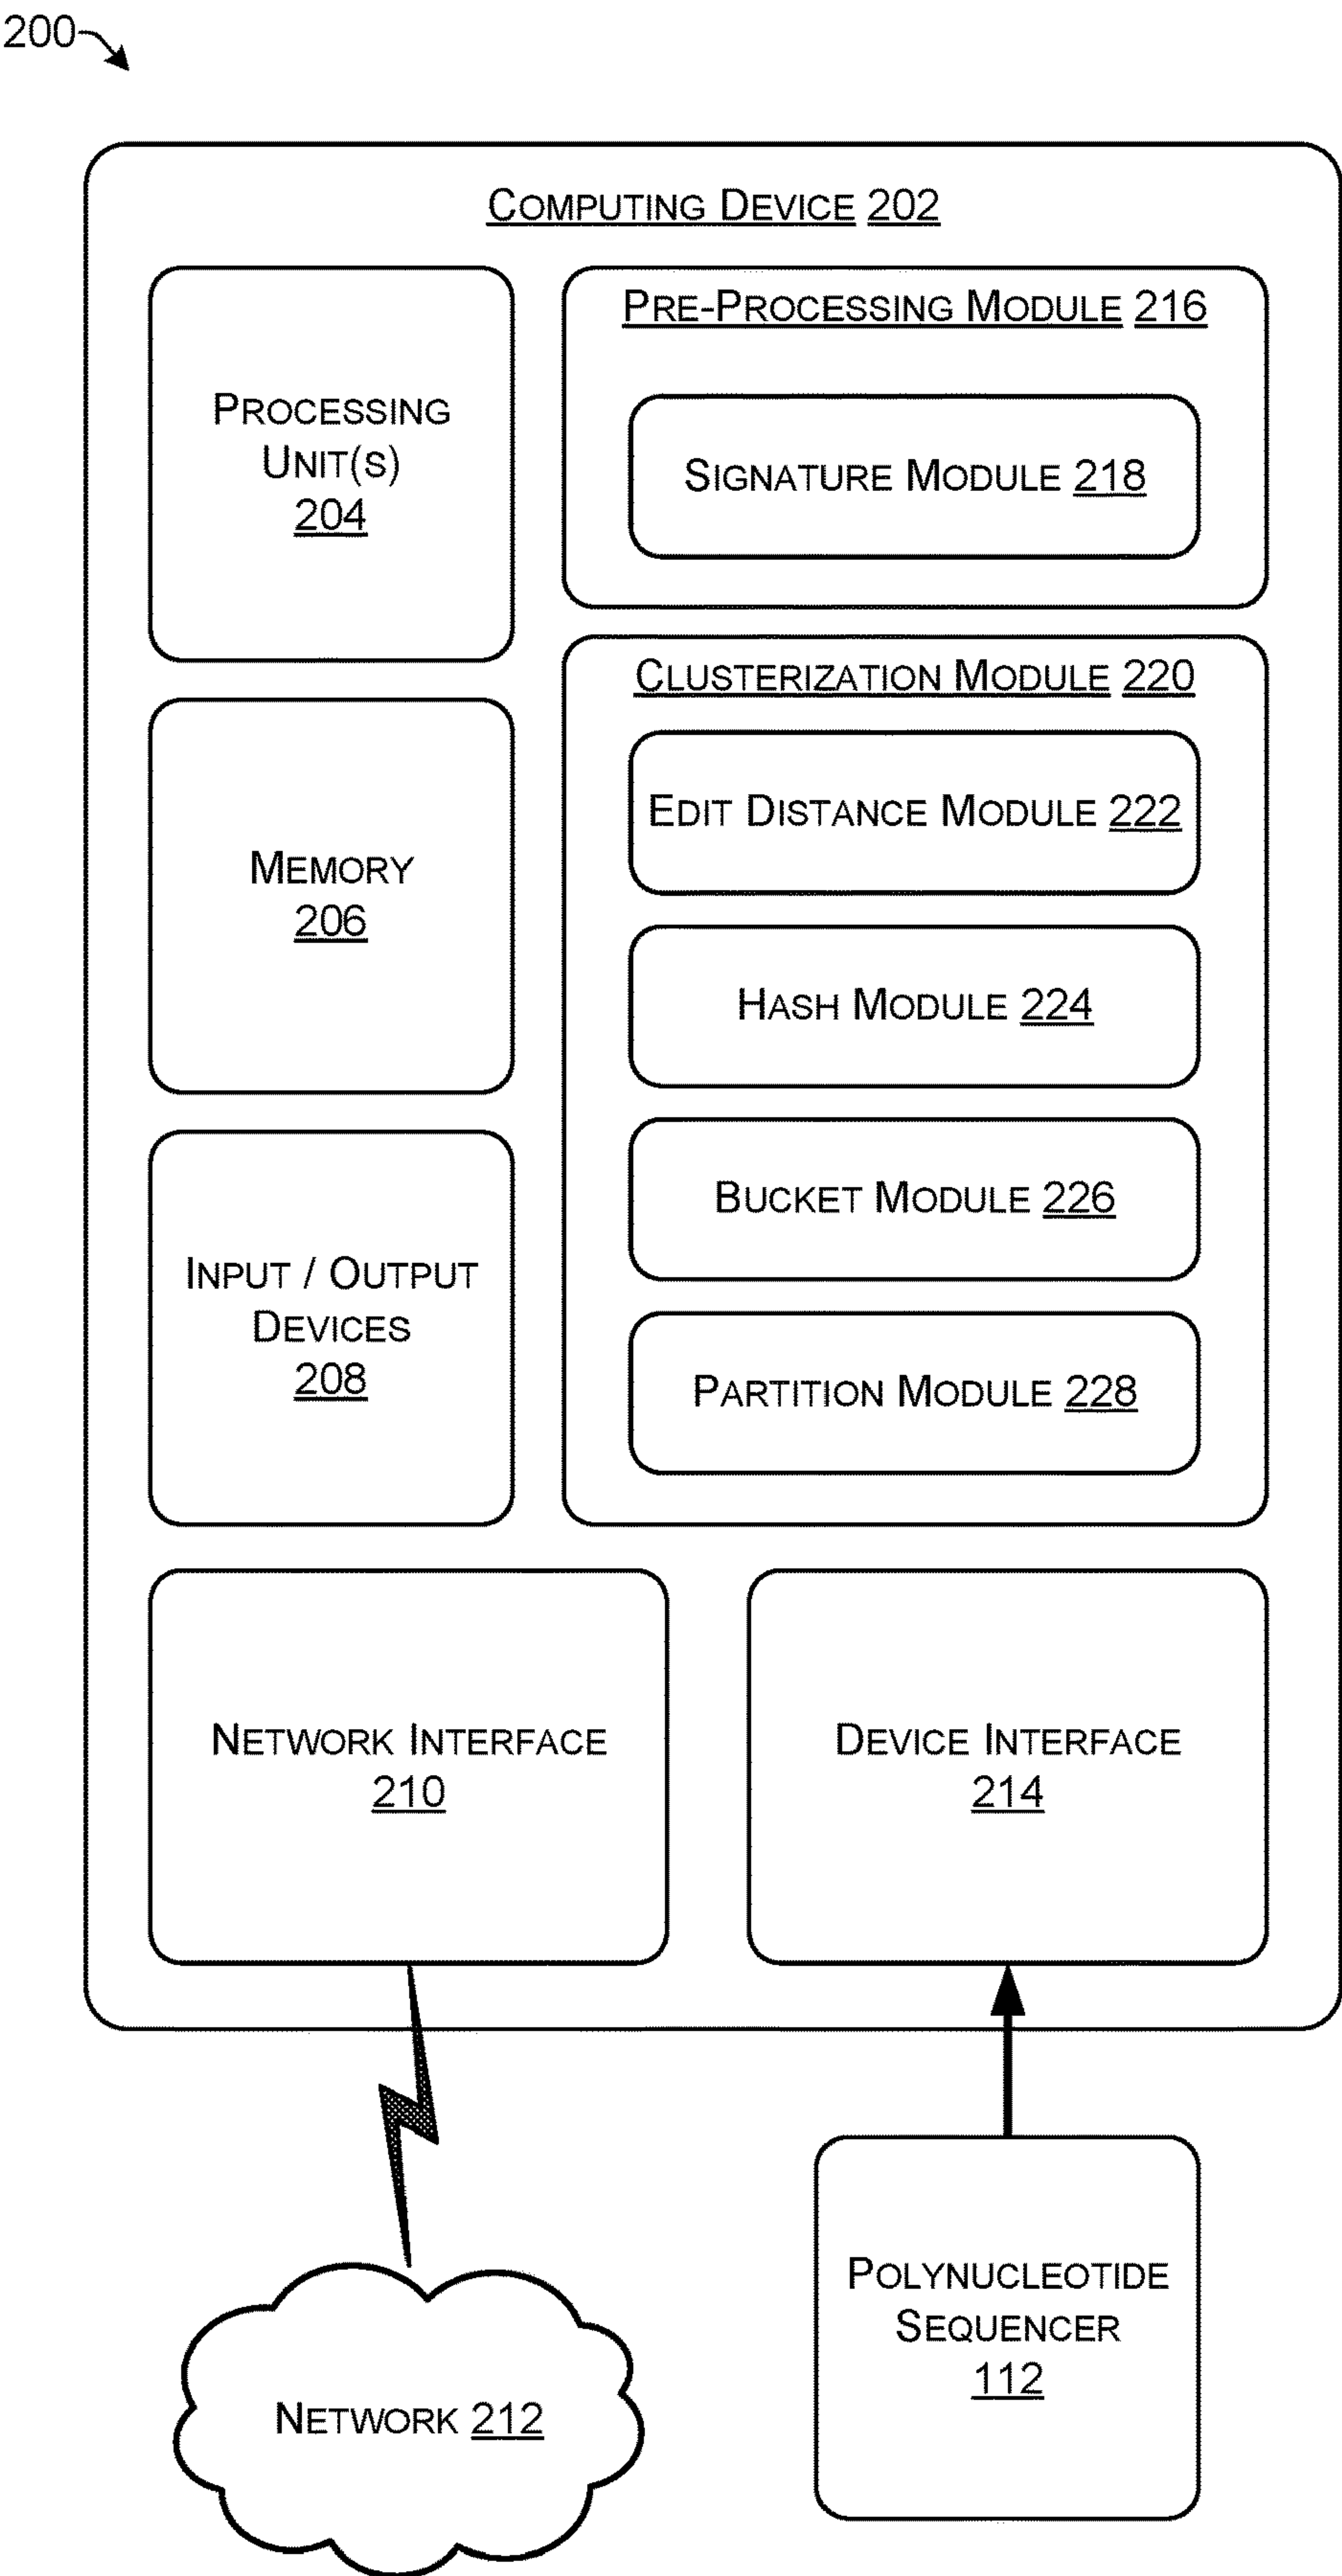 200
COMPUTING DEVICE 202
PROCESSING
UNIT(S)
204
PRE-PROCESSING MODULE 216
SIGNATURE MODULE 218
MEMORY
206
CLUSTERIZATION MODULE 220
EDIT DISTANCE MODULE 222
HASH MODULE 224
BUCKET MODULE 226
PARTITION MODULE 228
INPUT / OUTPUT
DEVICES
208
NETWORK INTERFACE
210
DEVICE INTERFACE
214
NETWORK 212
POLYNUCLEOTIDE
SEQUENCER
112